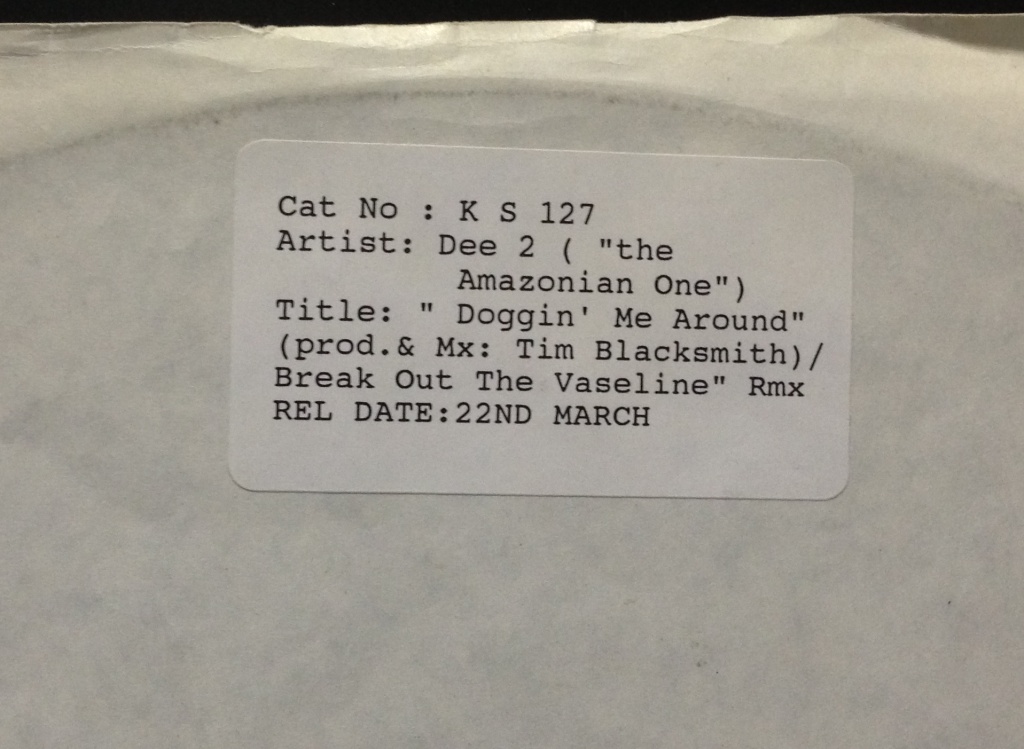 Cat No : K S 127
Artist: Dee 2 ( "the
Amazonian One")
Title: " Doggin' Me Around"
(prod.& Mx: Tim Blacksmith)/
Break Out The Vaseline" Rmx
REL DATE:22ND MARCH